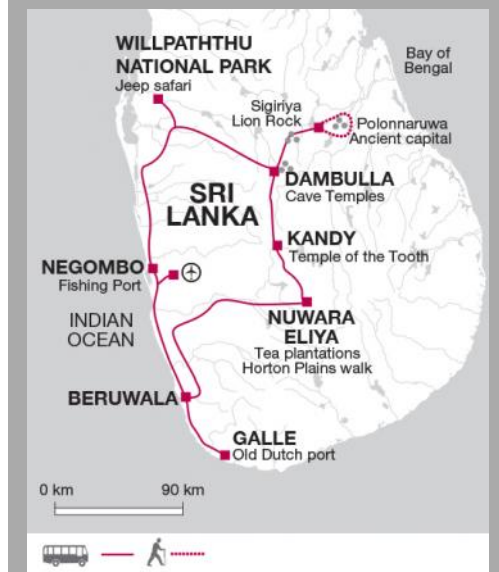 WILLPATHTHU
NATIONAL PARK
Jeep safari
Bay of
Bengal
Sigiriya
Lion Rock
Polonnaruwa
Ancient capital
DAMBULLA
Cave Temples
SRI
LANKA
KANDY
Temple of the Tooth
NEGOMBO
Fishing Port
INDIAN
OCEAN
NUWARA
ELIYA
Tea plantations
Horton Plains walk
BERUWALA
GALLE
Old Dutch port
0 km 90 km